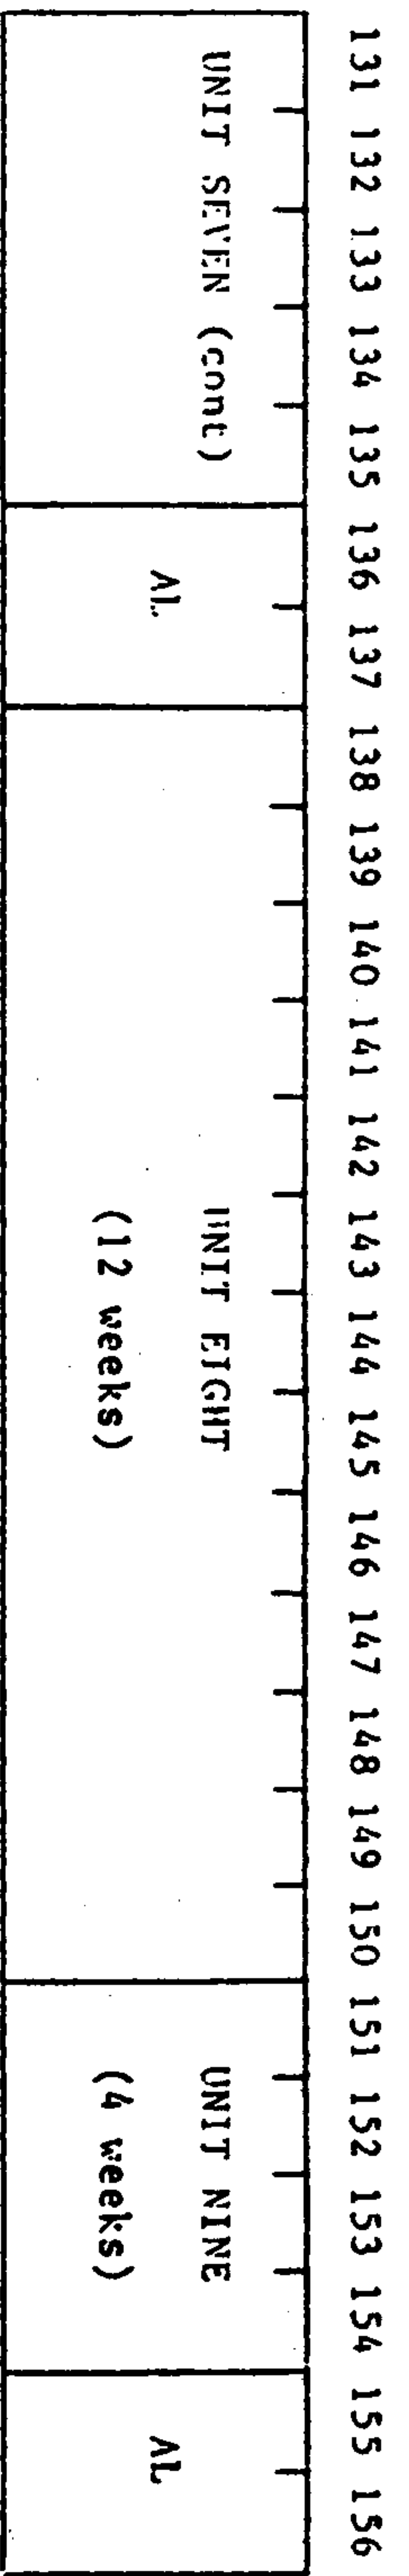 131 132 133 134 135 136 137 138 139 140 141 142 143 144 145 146 147 148 149 150 151 152 153 154 155 156
UNIT SEVEN (cont)
AL
UNIT EIGHT
(12 weeks)
UNIT NINE
(4 weeks)
AL